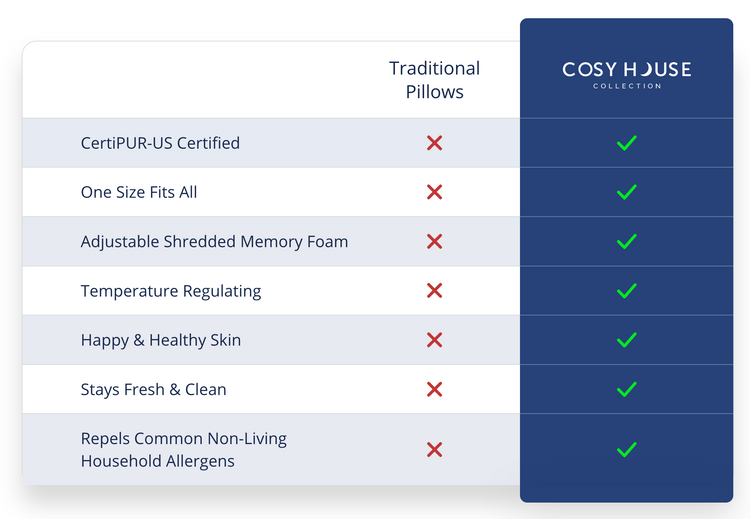 Traditional
Pillows
COSY HOUSE
COLLECTION
CertiPUR-US Certified
One Size Fits All
Adjustable Shredded Memory Foam
Temperature Regulating
Happy & Healthy Skin
Stays Fresh & Clean
Repels Common Non-Living
Household Allergens